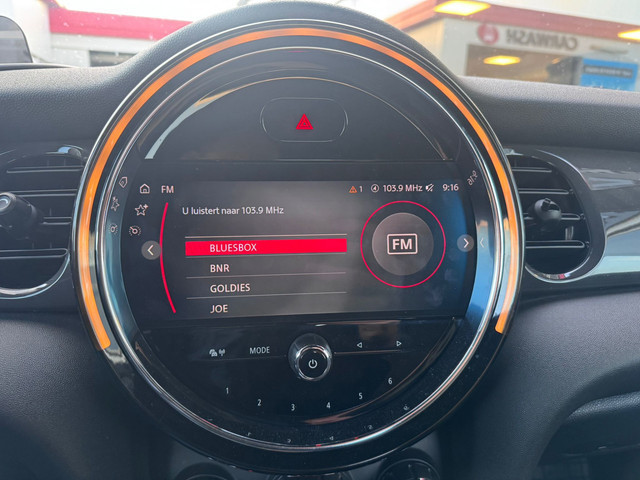 CARWASH
FM
1
103.9 MHz
9:16
U luistert naar 103.9 MHz
BLUESBOX
FM
BNR
GOLDIES
JOE
MODE
1 2 3 4 5 6